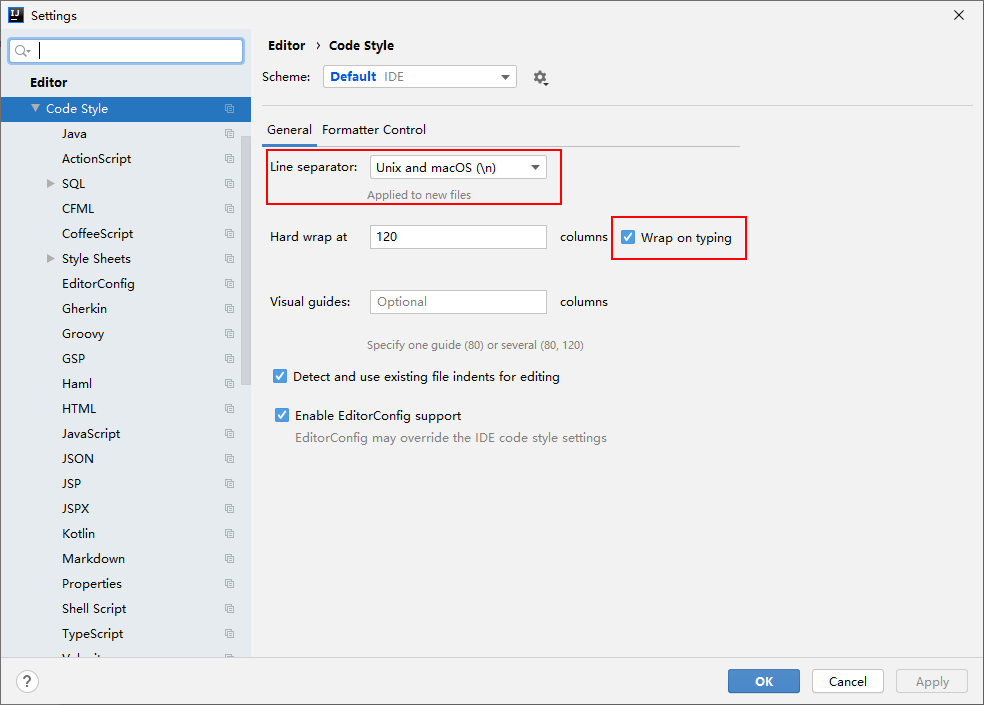 Settings
Editor
Code Style
Java
ActionScript
SQL
CFML
CoffeeScript
Style Sheets
EditorConfig
Gherkin
Groovy
GSP
Haml
HTML
JavaScript
JSON
JSP
JSPX
Kotlin
Markdown
Properties
Shell Script
TypeScript
Editor › Code Style
Scheme: Default IDE
General Formatter Control
Line separator: Unix and macOS (\n)
Applied to new files
Hard wrap at 120 columns Wrap on typing
Visual guides: Optional columns
Specify one guide (80) or several (80, 120)
Detect and use existing file indents for editing
Enable EditorConfig support
EditorConfig may override the IDE code style settings
? OK Cancel Apply